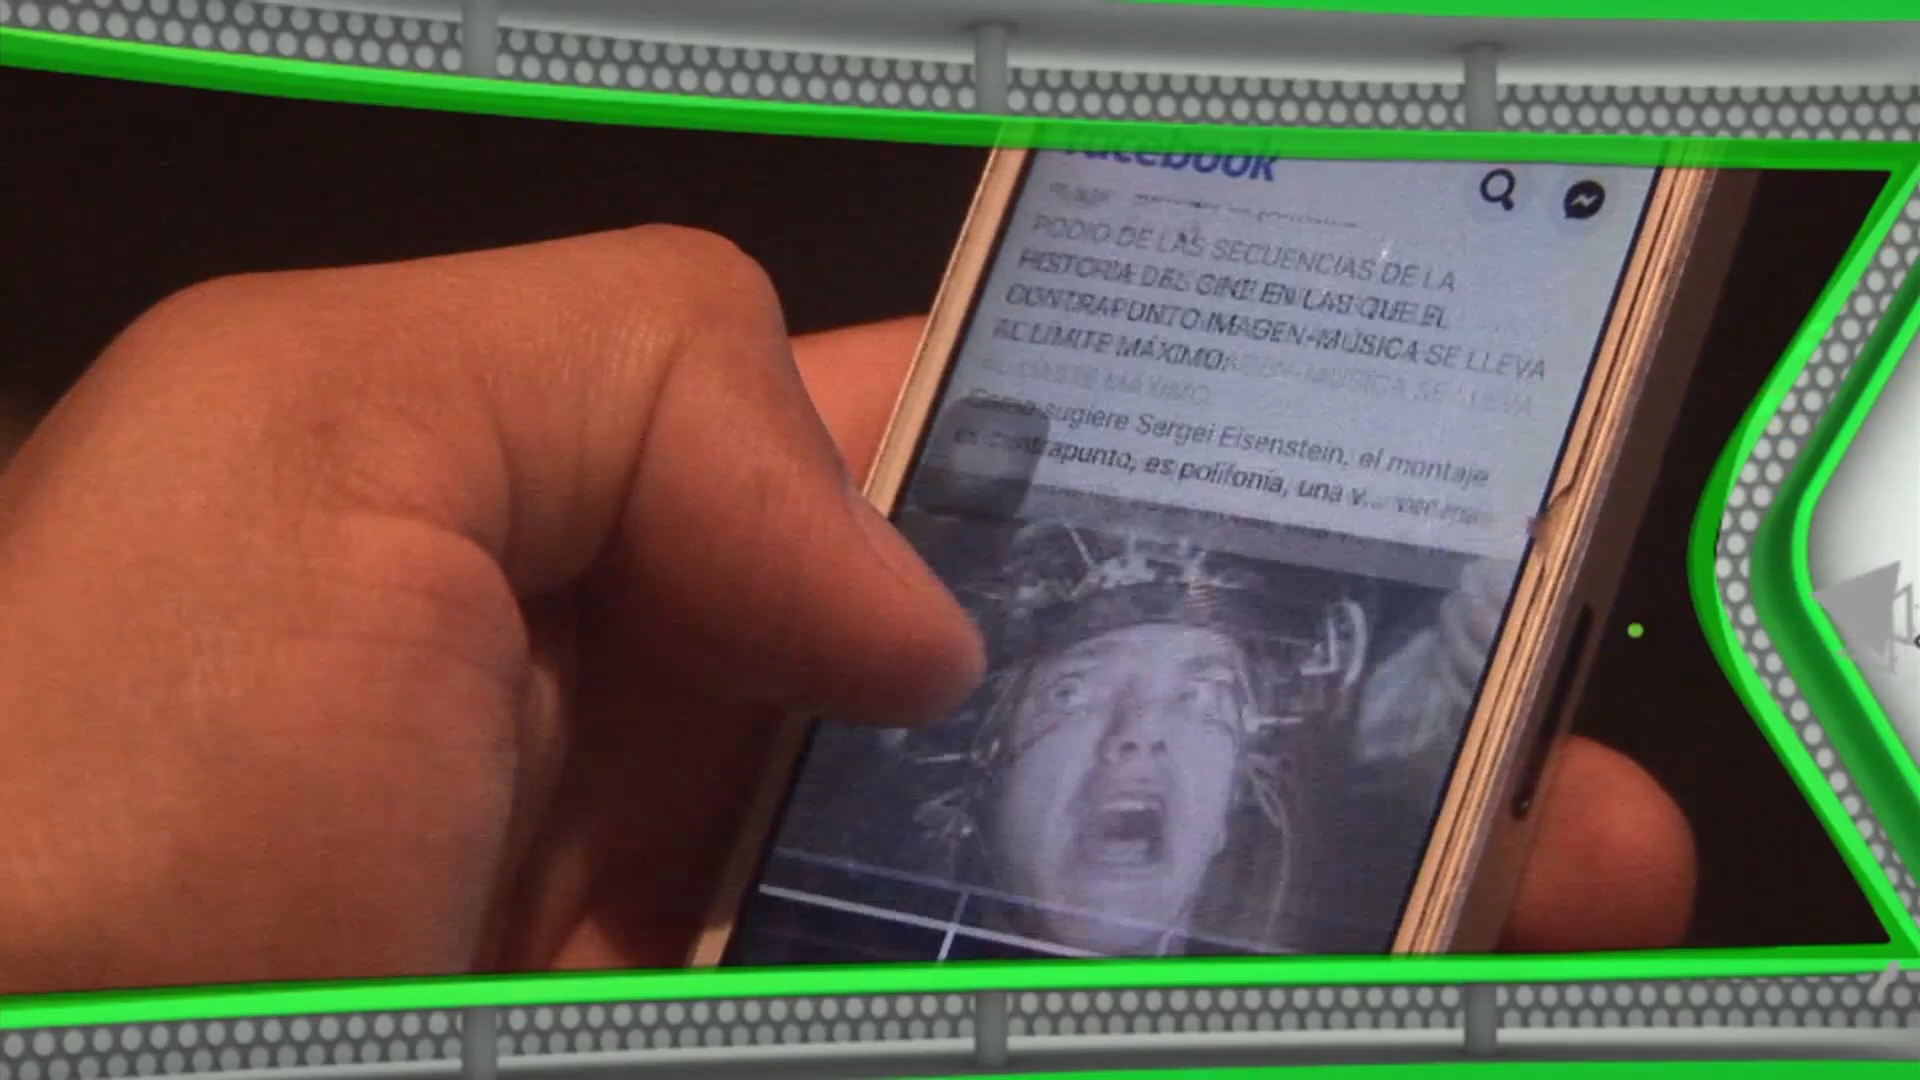 facebook
PODIO DE LAS SECUENCIAS DE LA
HISTORIA DEL CINE EN LAS QUE EL
CONTRAPUNTO IMAGEN-MÚSICA SE LLEVA
AL LÍMITE MÁXIMO
Como sugiere Sergei Eisenstein, el montaje
es contrapunto, es polifonía, una v...